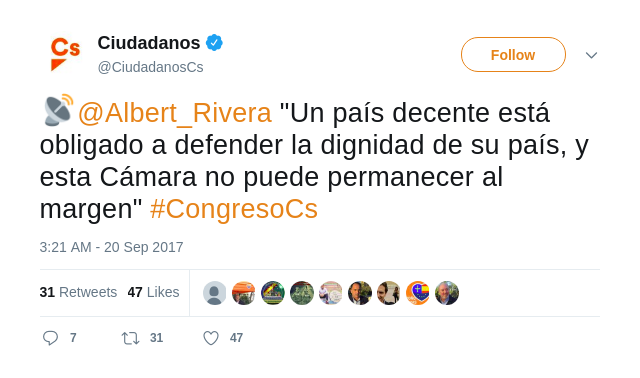 Cs
Ciudadanos
@CiudadanosCs
Follow
@Albert_Rivera "Un país decente está
obligado a defender la dignidad de su país, y
esta Cámara no puede permanecer al
margen" #CongresoCs
3:21 AM - 20 Sep 2017
31 Retweets 47 Likes
7 31 47